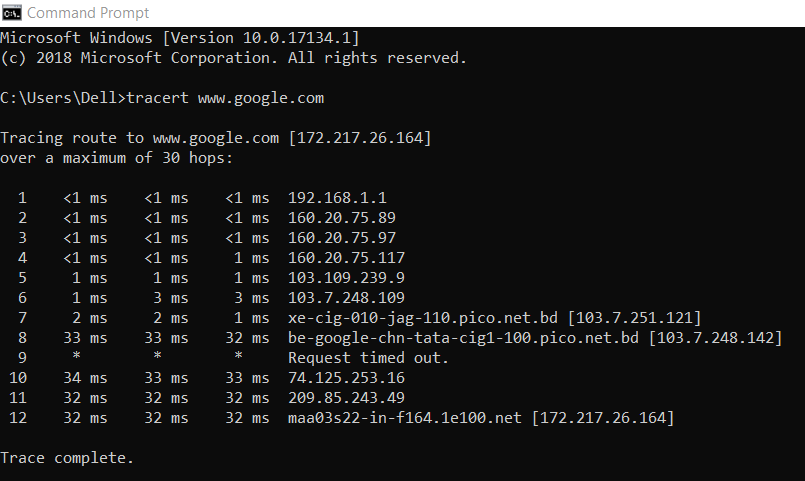 Command Prompt
Microsoft Windows [Version 10.0.17134.1]
(c) 2018 Microsoft Corporation. All rights reserved.
C:\Users\Dell>tracert www.google.com
Tracing route to www.google.com [172.217.26.164]
over a maximum of 30 hops:
1 <1 ms <1 ms <1 ms 192.168.1.1
2 <1 ms <1 ms <1 ms 160.20.75.89
3 <1 ms <1 ms <1 ms 160.20.75.97
4 <1 ms <1 ms 1 ms 160.20.75.117
5 1 ms 1 ms 1 ms 103.109.239.9
6 1 ms 3 ms 3 ms 103.7.248.109
7 2 ms 2 ms 1 ms xe-cig-010-jag-110.pico.net.bd [103.7.251.121]
8 33 ms 33 ms 32 ms be-google-chn-tata-cig1-100.pico.net.bd [103.7.248.142]
9 * * * Request timed out.
10 34 ms 33 ms 33 ms 74.125.253.16
11 32 ms 32 ms 32 ms 209.85.243.49
12 32 ms 32 ms 32 ms maa03s22-in-f164.1e100.net [172.217.26.164]
Trace complete.